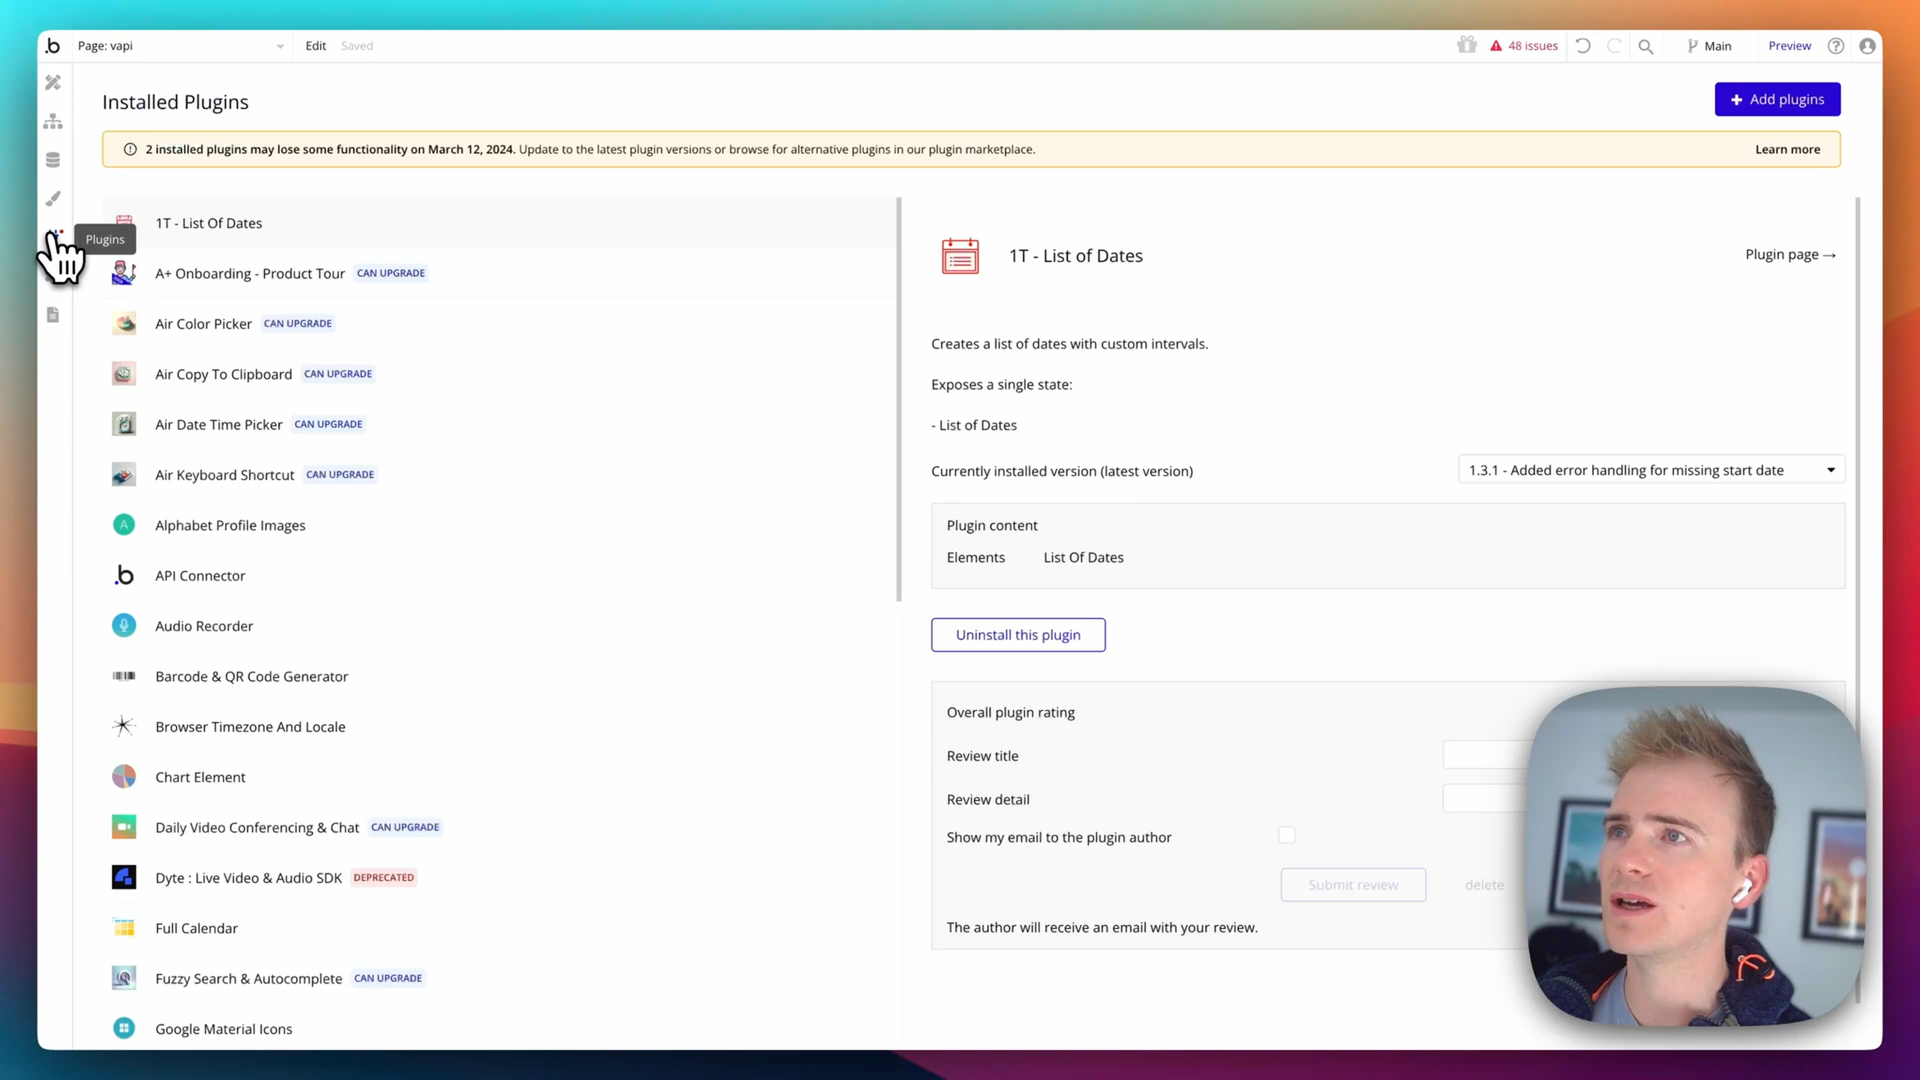 Page: vapi
Edit
Saved
48 issues
Main
Preview
Installed Plugins
Add plugins
2 installed plugins may lose some functionality on March 12, 2024. Update to the latest plugin versions or browse for alternative plugins in our plugin marketplace.
Learn more
Plugins
1T - List Of Dates
A+ Onboarding - Product Tour CAN UPGRADE
Air Color Picker CAN UPGRADE
Air Copy To Clipboard CAN UPGRADE
Air Date Time Picker CAN UPGRADE
Air Keyboard Shortcut CAN UPGRADE
A Alphabet Profile Images
.b API Connector
Audio Recorder
Barcode & QR Code Generator
Browser Timezone And Locale
Chart Element
Daily Video Conferencing & Chat CAN UPGRADE
Dyte : Live Video & Audio SDK DEPRECATED
Full Calendar
Fuzzy Search & Autocomplete CAN UPGRADE
Google Material Icons
1T - List of Dates
Plugin page →
Creates a list of dates with custom intervals.
Exposes a single state:
- List of Dates
Currently installed version (latest version)
1.3.1 - Added error handling for missing start date
Plugin content
Elements List Of Dates
Uninstall this plugin
Overall plugin rating
Review title
Review detail
Show my email to the plugin author
Submit review
delete
The author will receive an email with your review.